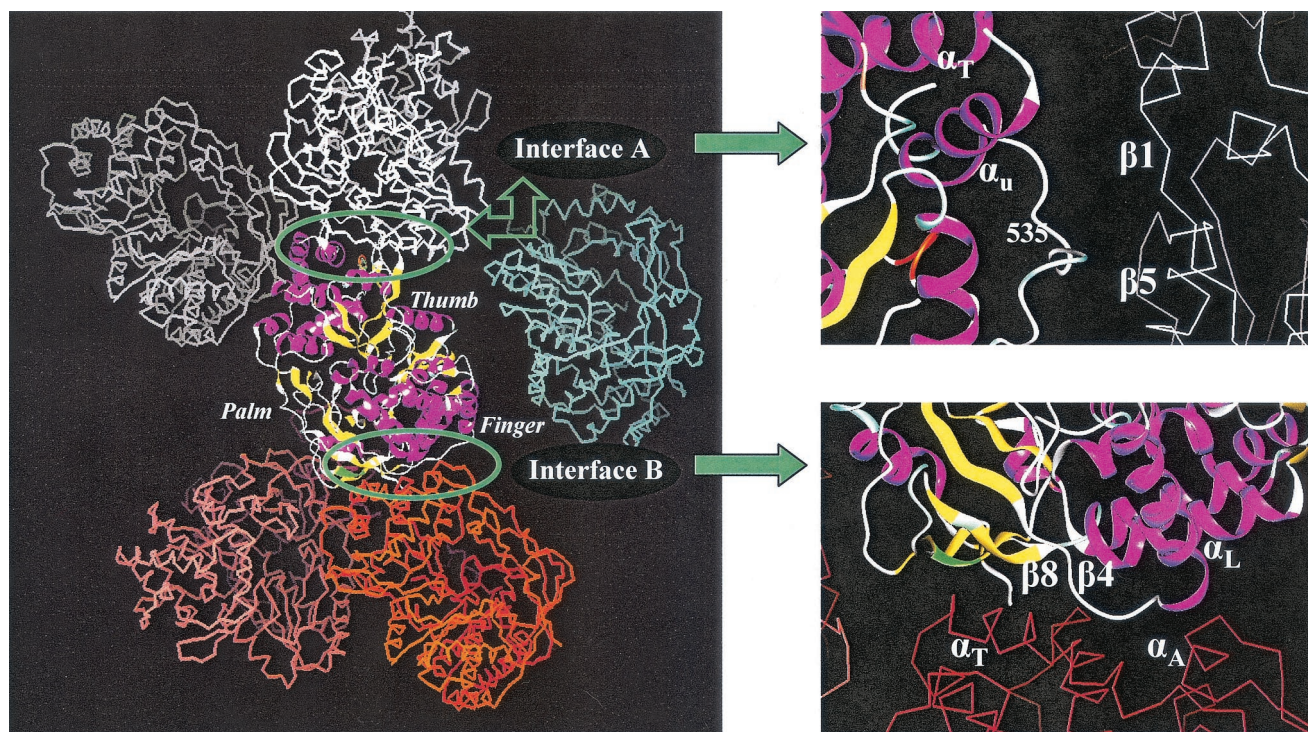 Interface A
Thumb
Palm
Finger
Interface B
αT
αu
β1
535
β5
β8 β4
αL
αT
αA